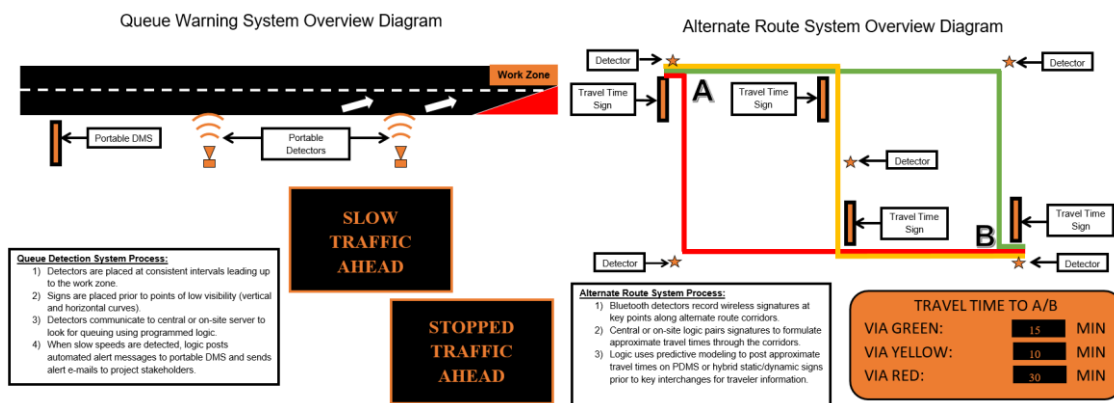 Queue Warning System Overview Diagram
Work Zone
Portable DMS
Portable
Detectors
SLOW
TRAFFIC
AHEAD
STOPPED
TRAFFIC
AHEAD
Queue Detection System Process:
1) Detectors are placed at consistent intervals leading up
to the work zone.
2) Signs are placed prior to points of low visibility (vertical
and horizontal curves).
3) Detectors communicate to central or on-site server to
look for queuing using programmed logic.
4) When slow speeds are detected, logic posts
automated alert messages to portable DMS and sends
alert e-mails to project stakeholders.
Alternate Route System Overview Diagram
Detector
Detector
Travel Time
Sign
A
Travel Time
Sign
Detector
Travel Time
Sign
B
Travel Time
Sign
Detector
Detector
Alternate Route System Process:
1) Bluetooth detectors record wireless signatures at
key points along alternate route corridors.
2) Central or on-site logic pairs signatures to formulate
approximate travel times through the corridors.
3) Logic uses predictive modeling to post approximate
travel times on PDMS or hybrid static/dynamic signs
prior to key interchanges for traveler information.
TRAVEL TIME TO A/B
VIA GREEN: 15 MIN
VIA YELLOW: 10 MIN
VIA RED: 30 MIN